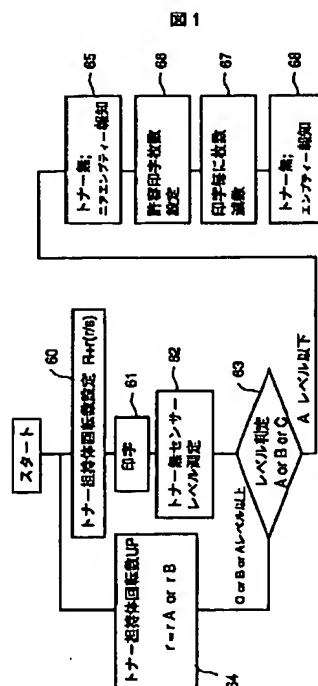 図1
スタート
60
トナー担持体回転数設定 R+r(r/s)
61
印字
62
トナー無センサー
レベル測定
63
レベル判定
A or B or C
C or B or Aレベル以上
64
トナー担持体回転数UP
r=rA or rB
A レベル以下
65
トナー無;
ニアエンプティー報知
66
許容印字枚数
設定
67
印字毎に枚数
減数
68
トナー無;
エンプティー報知